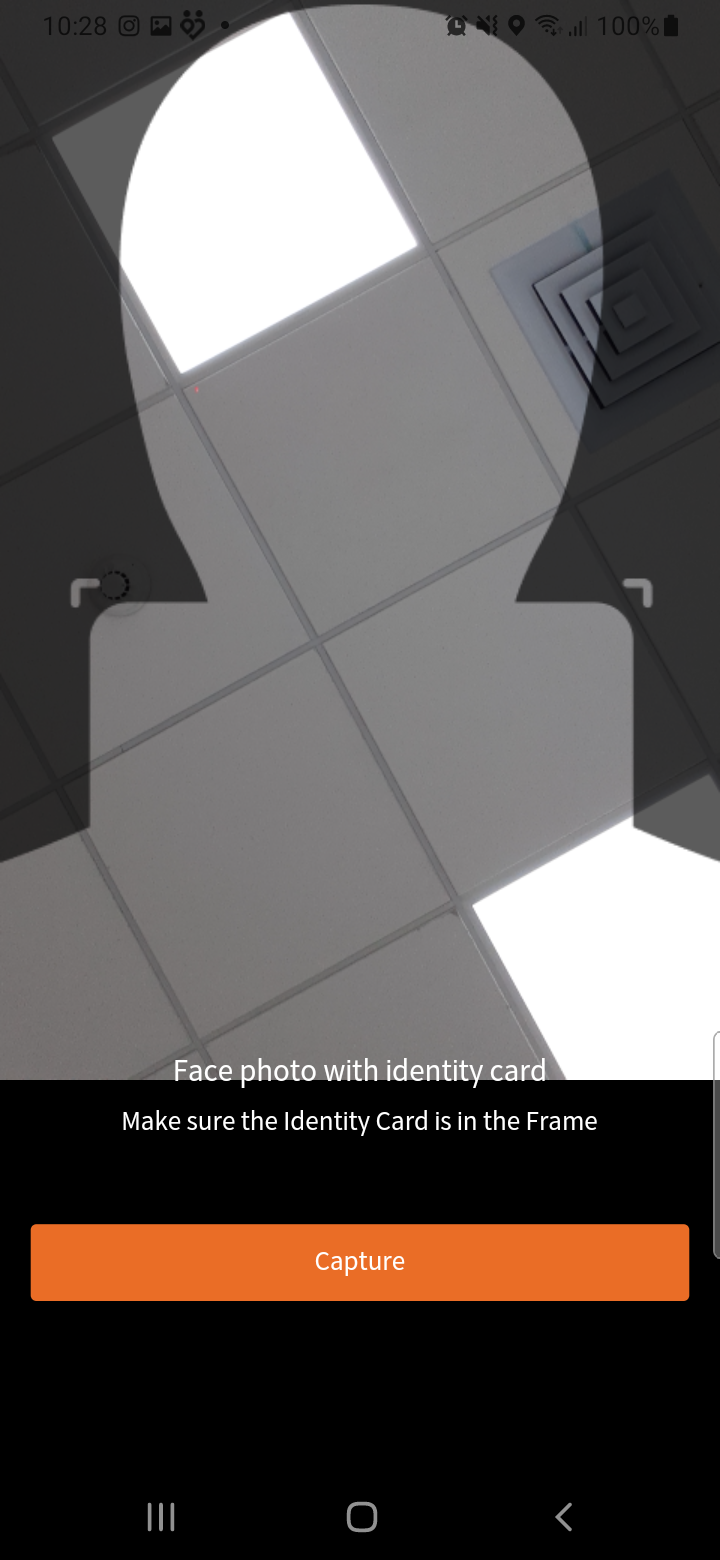 10:28
100%
Face photo with identity card
Make sure the Identity Card is in the Frame
Capture